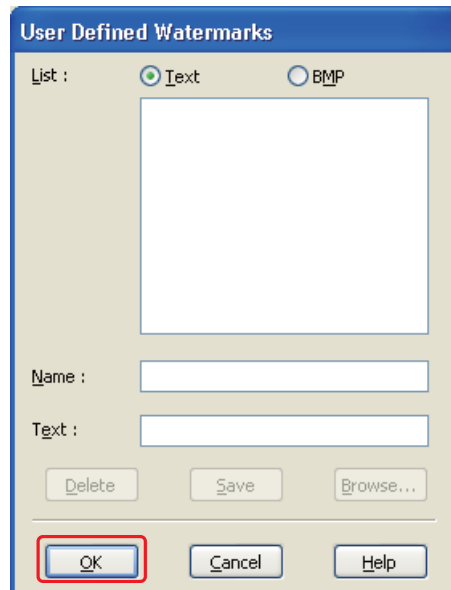 User Defined Watermarks
List : Text BMP
Name :
Text :
Delete Save Browse...
OK Cancel Help